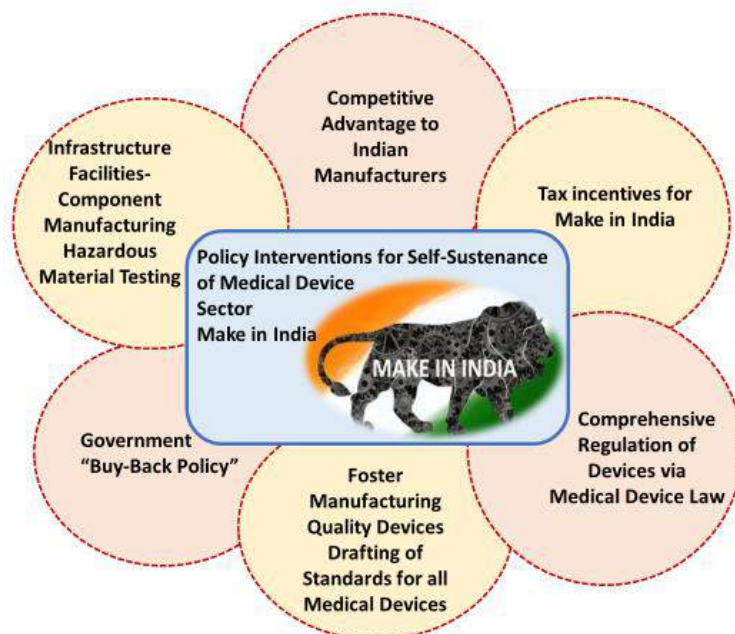 Competitive
Advantage to
Indian
Manufacturers
Infrastructure
Facilities-
Component
Manufacturing
Hazardous
Material Testing
Tax incentives for
Make in India
Policy Interventions for Self-Sustenance
of Medical Device
Sector
Make in India
MAKE IN INDIA
Government
“Buy-Back Policy”
Comprehensive
Regulation of
Devices via
Medical Device Law
Foster
Manufacturing
Quality Devices
Drafting of
Standards for all
Medical Devices